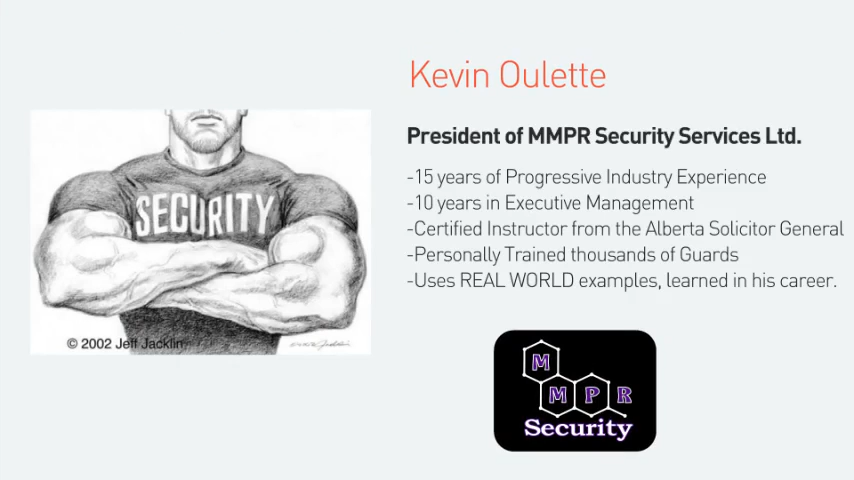 Kevin Oulette
President of MMPR Security Services Ltd.
-15 years of Progressive Industry Experience
-10 years in Executive Management
-Certified Instructor from the Alberta Solicitor General
-Personally Trained thousands of Guards
-Uses REAL WORLD examples, learned in his career.
SECURITY
© 2002 Jeff Jacklin
M
M P R
Security